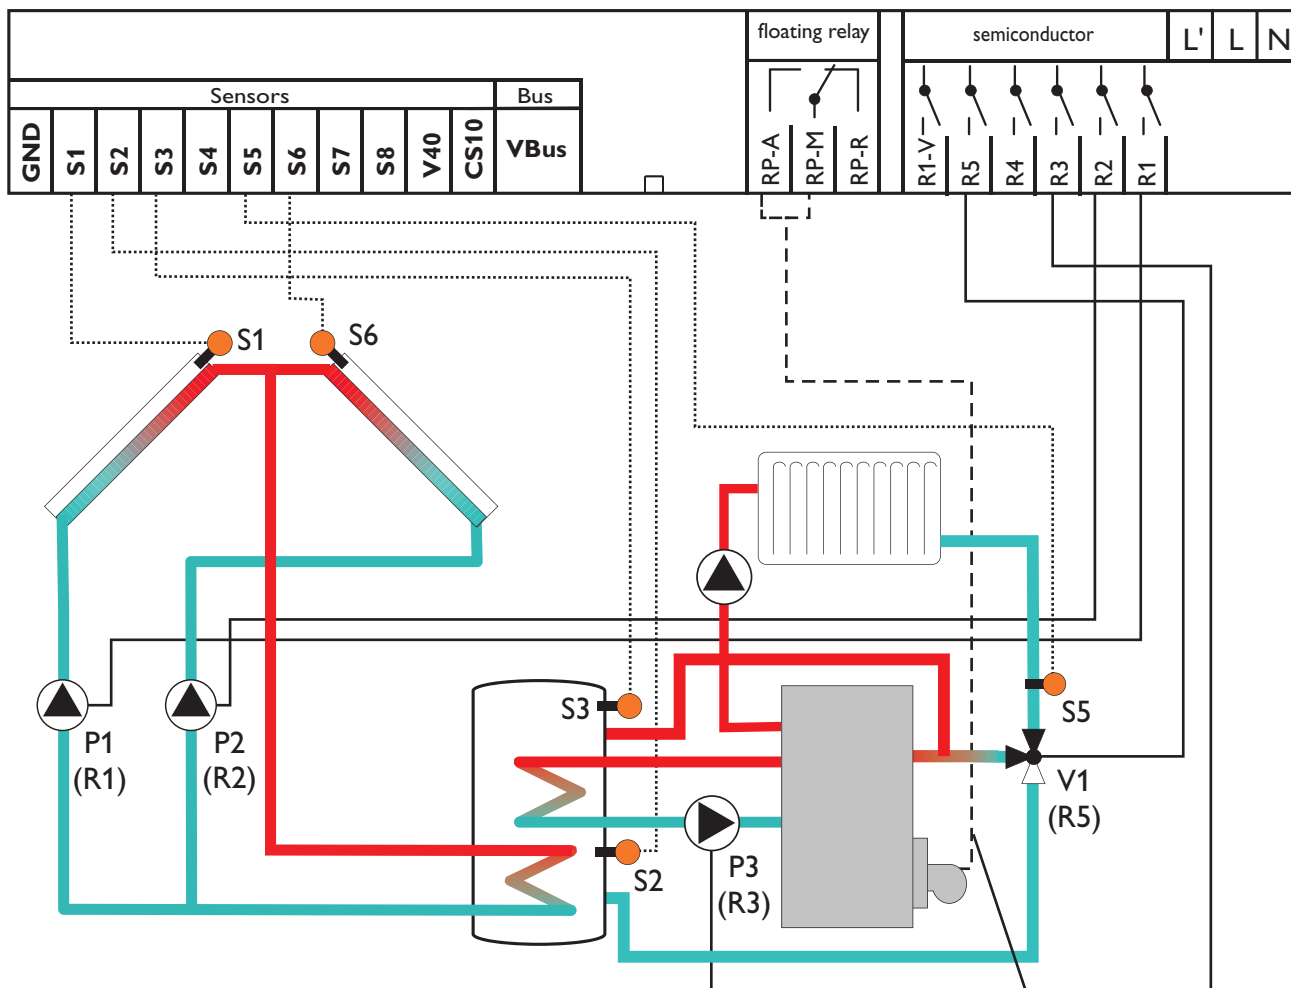 floating relay
semiconductor
L'
L
N
Sensors
Bus
GND
S1
S2
S3
S4
S5
S6
S7
S8
V40
CS10
VBus
RP-A
RP-M
RP-R
R1-V
R5
R4
R3
R2
R1
S1
S6
S3
S5
P1
(R1)
P2
(R2)
V1
(R5)
S2
P3
(R3)